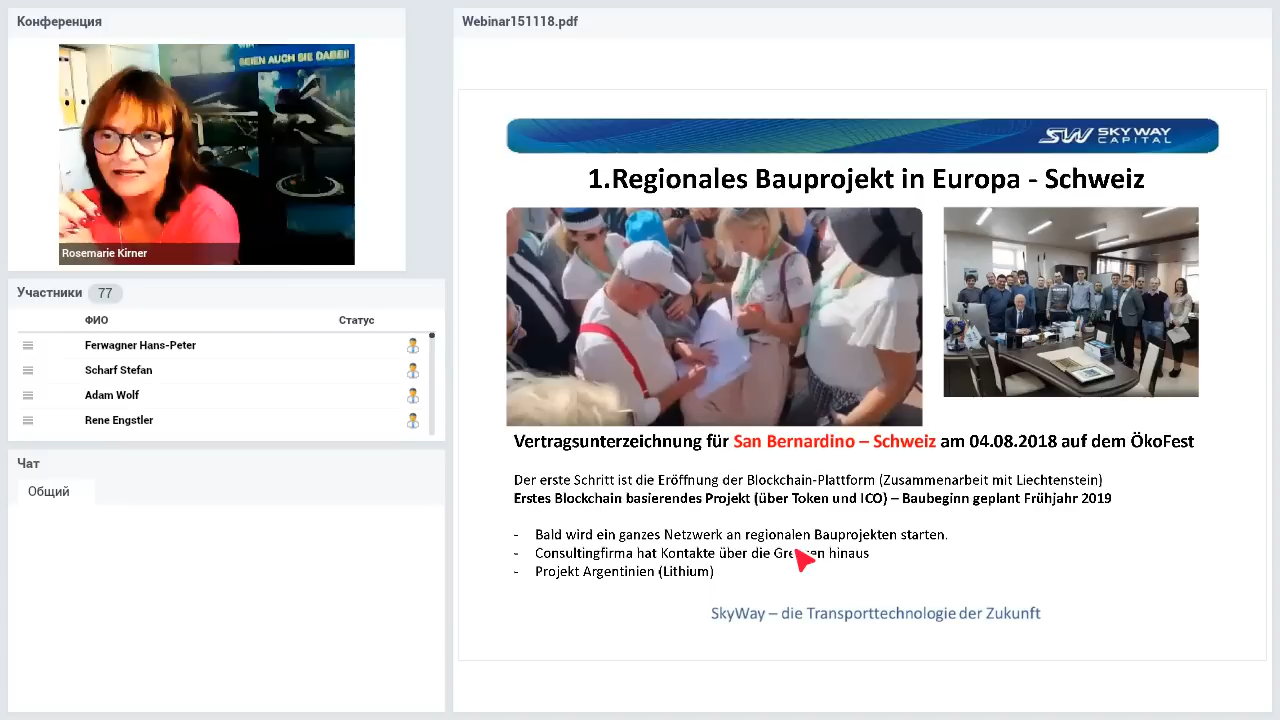 Конференция
SEIEN AUCH SIE DABEI!
Rosemarie Kirner
Участники 77
ФИО Статус
Ferwagner Hans-Peter
Scharf Stefan
Adam Wolf
Rene Engstler
Чат
Общий
Webinar151118.pdf
SW SKY WAY
CAPITAL
1.Regionales Bauprojekt in Europa - Schweiz
Vertragsunterzeichnung für San Bernardino – Schweiz am 04.08.2018 auf dem ÖkoFest
Der erste Schritt ist die Eröffnung der Blockchain-Plattform (Zusammenarbeit mit Liechtenstein)
Erstes Blockchain basierendes Projekt (über Token und ICO) – Baubeginn geplant Frühjahr 2019
- Bald wird ein ganzes Netzwerk an regionalen Bauprojekten starten.
- Consultingfirma hat Kontakte über die Grenzen hinaus
- Projekt Argentinien (Lithium)
SkyWay – die Transporttechnologie der Zukunft